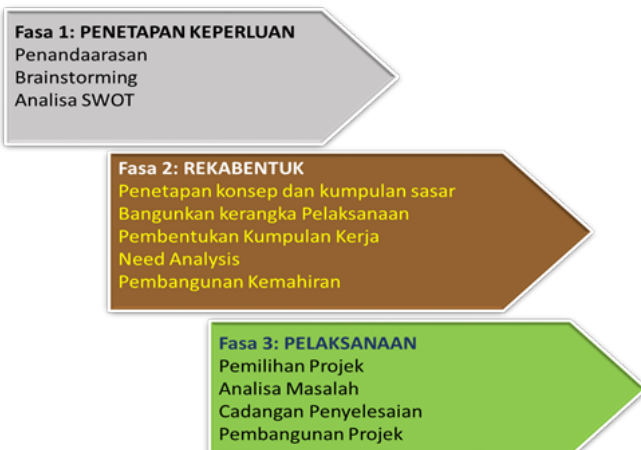 Fasa 1: PENETAPAN KEPERLUAN
Penandaarasan
Brainstorming
Analisa SWOT
Fasa 2: REKABENTUK
Penetapan konsep dan kumpulan sasar
Bangunkan kerangka Pelaksanaan
Pembentukan Kumpulan Kerja
Need Analysis
Pembangunan Kemahiran
Fasa 3: PELAKSANAAN
Pemilihan Projek
Analisa Masalah
Cadangan Penyelesaian
Pembangunan Projek